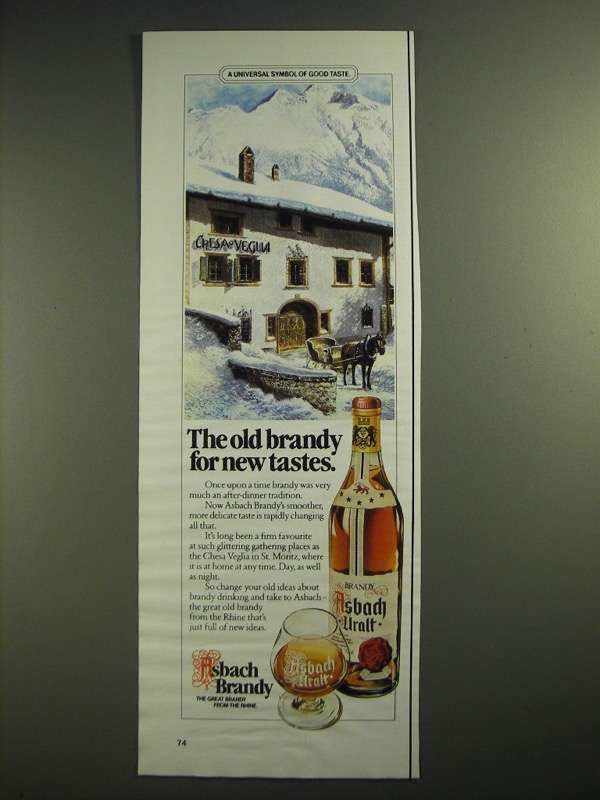 A UNIVERSAL SYMBOL OF GOOD TASTE.
CHESA VEGLIA
The old brandy
for new tastes.
Once upon a time brandy was very
much an after-dinner tradition.
Now Asbach Brandy's smoother,
more delicate taste is rapidly changing
all that.
It's long been a firm favourite
at such glittering gathering places as
the Chesa Veglia in St. Moritz, where
it is at home at any time. Day, as well
as night.
So change your old ideas about
brandy drinking and take to Asbach –
the great old brandy
from the Rhine that's
just full of new ideas.
BRANDY
Asbach
Uralt
Asbach
Uralt
Asbach
Brandy
THE GREAT BRANDY
FROM THE RHINE.
74